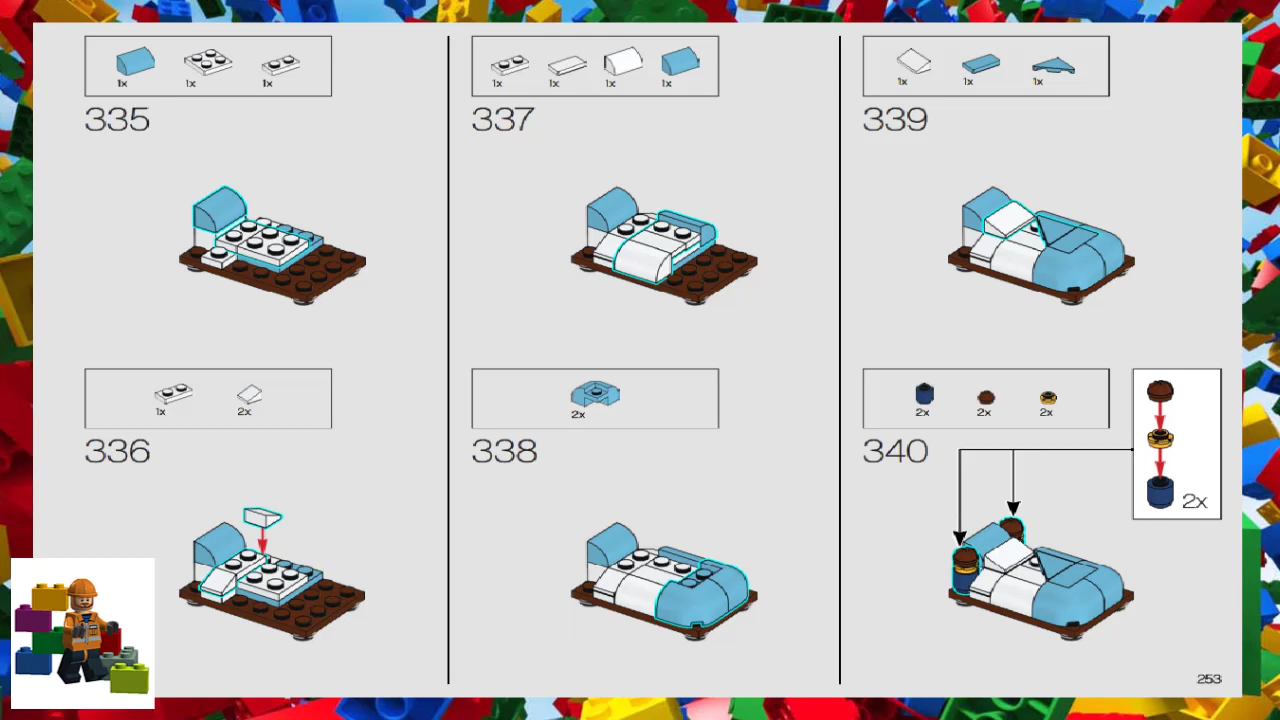 1x 1x 1x
335
1x 2x
336
1x 1x 1x 1x
337
2x
338
1x 1x 1x
339
2x 2x 2x
340
2x
253